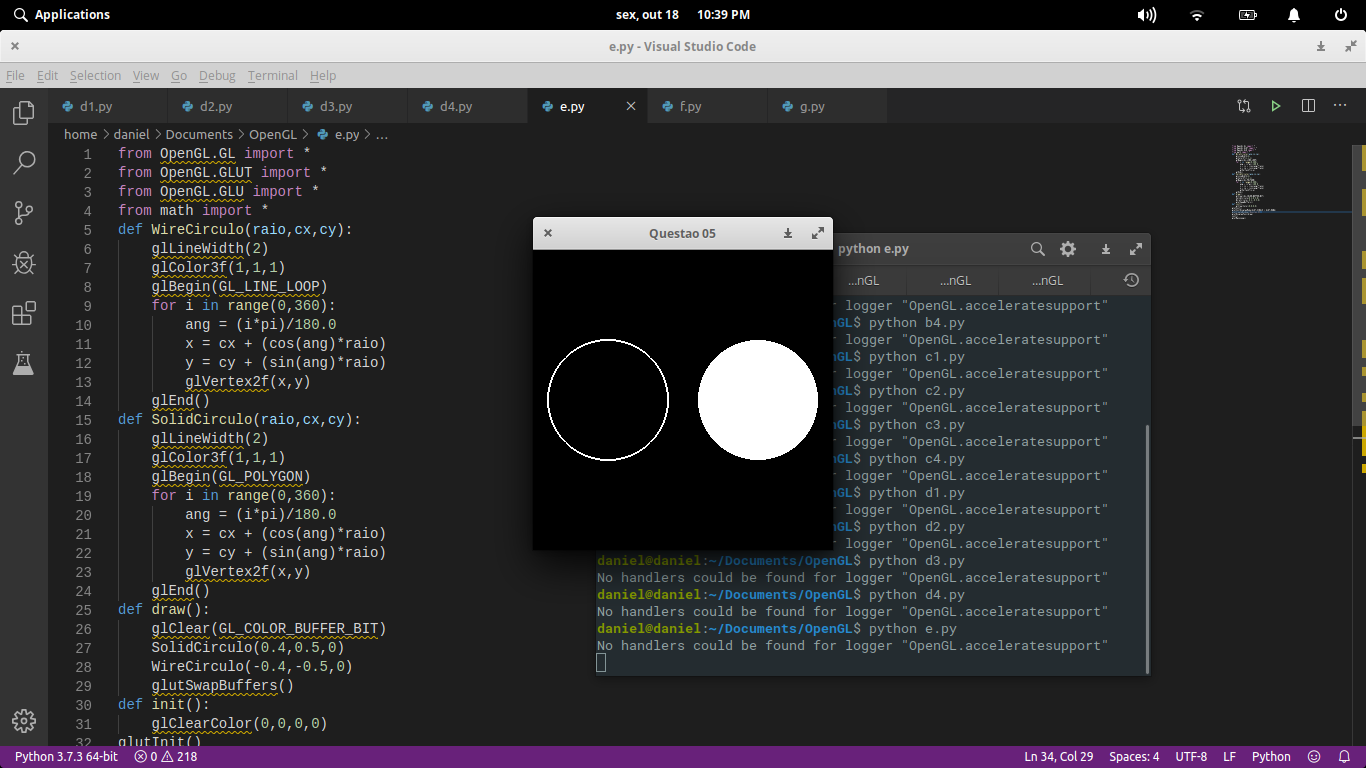 Applications
sex, out 18 10:39 PM
e.py - Visual Studio Code
File Edit Selection View Go Debug Terminal Help
d1.py d2.py d3.py d4.py e.py f.py g.py
home > daniel > Documents > OpenGL > e.py > ...
1 from OpenGL.GL import *
2 from OpenGL.GLUT import *
3 from OpenGL.GLU import *
4 from math import *
5 def WireCirculo(raio,cx,cy):
6 glLineWidth(2)
7 glColor3f(1,1,1)
8 glBegin(GL_LINE_LOOP)
9 for i in range(0,360):
10 ang = (i*pi)/180.0
11 x = cx + (cos(ang)*raio)
12 y = cy + (sin(ang)*raio)
13 glVertex2f(x,y)
14 glEnd()
15 def SolidCirculo(raio,cx,cy):
16 glLineWidth(2)
17 glColor3f(1,1,1)
18 glBegin(GL_POLYGON)
19 for i in range(0,360):
20 ang = (i*pi)/180.0
21 x = cx + (cos(ang)*raio)
22 y = cy + (sin(ang)*raio)
23 glVertex2f(x,y)
24 glEnd()
25 def draw():
26 glClear(GL_COLOR_BUFFER_BIT)
27 SolidCirculo(0.4,0.5,0)
28 WireCirculo(-0.4,-0.5,0)
29 glutSwapBuffers()
30 def init():
31 glClearColor(0,0,0,0)
32 glutInit()
Questao 05
python e.py
...nGL ...nGL ...nGL
logger "OpenGL.acceleratesupport"
nGL$ python b4.py
logger "OpenGL.acceleratesupport"
nGL$ python c1.py
logger "OpenGL.acceleratesupport"
nGL$ python c2.py
logger "OpenGL.acceleratesupport"
nGL$ python c3.py
logger "OpenGL.acceleratesupport"
nGL$ python c4.py
logger "OpenGL.acceleratesupport"
nGL$ python d1.py
logger "OpenGL.acceleratesupport"
nGL$ python d2.py
logger "OpenGL.acceleratesupport"
daniel@daniel:~/Documents/OpenGL$ python d3.py
No handlers could be found for logger "OpenGL.acceleratesupport"
daniel@daniel:~/Documents/OpenGL$ python d4.py
No handlers could be found for logger "OpenGL.acceleratesupport"
daniel@daniel:~/Documents/OpenGL$ python e.py
No handlers could be found for logger "OpenGL.acceleratesupport"
Python 3.7.3 64-bit 0 218 Ln 34, Col 29 Spaces: 4 UTF-8 LF Python